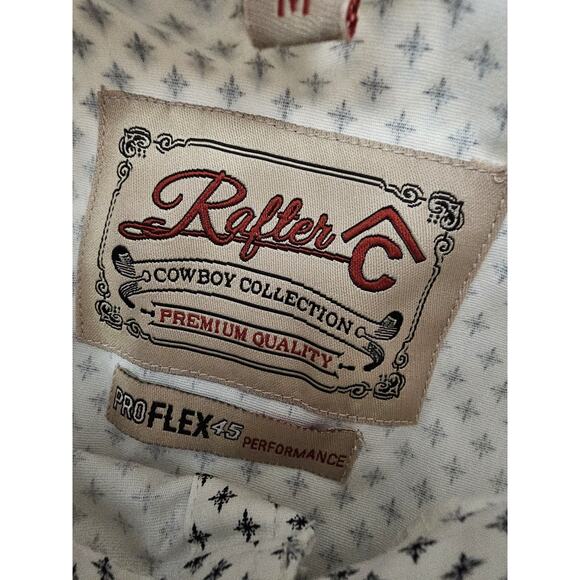 M
Rafter C
COWBOY COLLECTION
PREMIUM QUALITY
PROFLEX45 PERFORMANCE